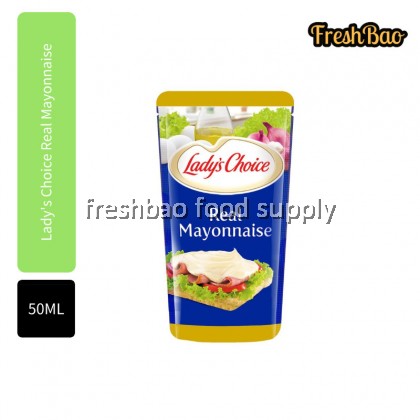 FreshBao
Lady's Choice Real Mayonnaise
50ML
Lady's Choice
freshbao food supply
Real
Mayonnaise